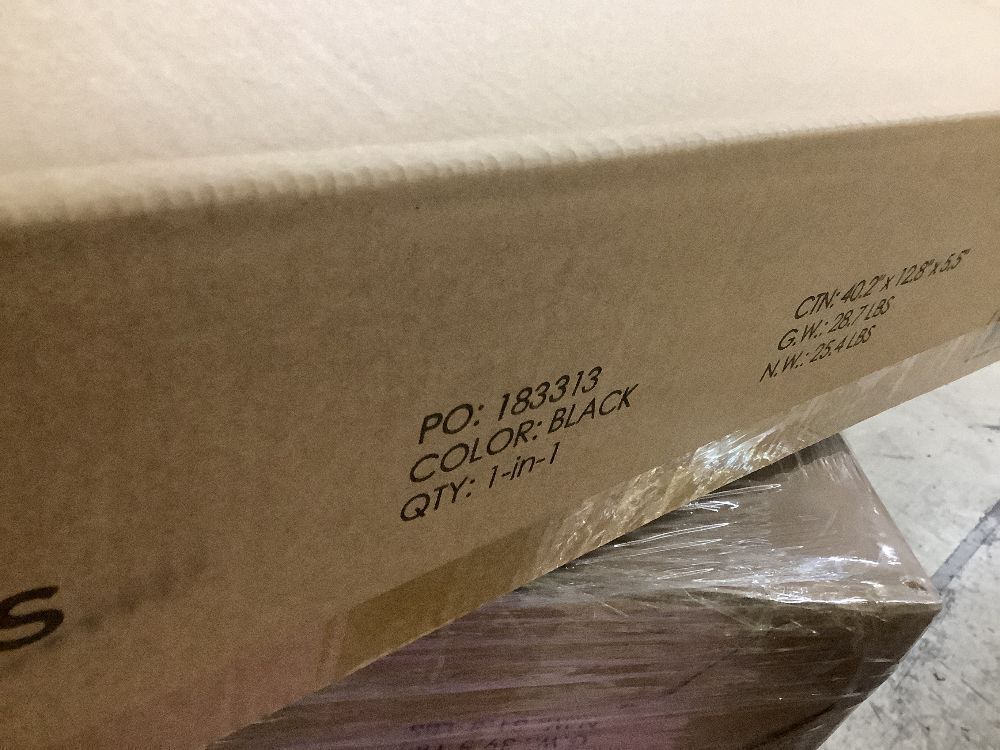 PO: 183313
COLOR: BLACK
QTY: 1-in-1
CTN: 40.2" x 12.8" x 5.5"
G.W.: 28.7 LBS
N.W.: 25.4 LBS